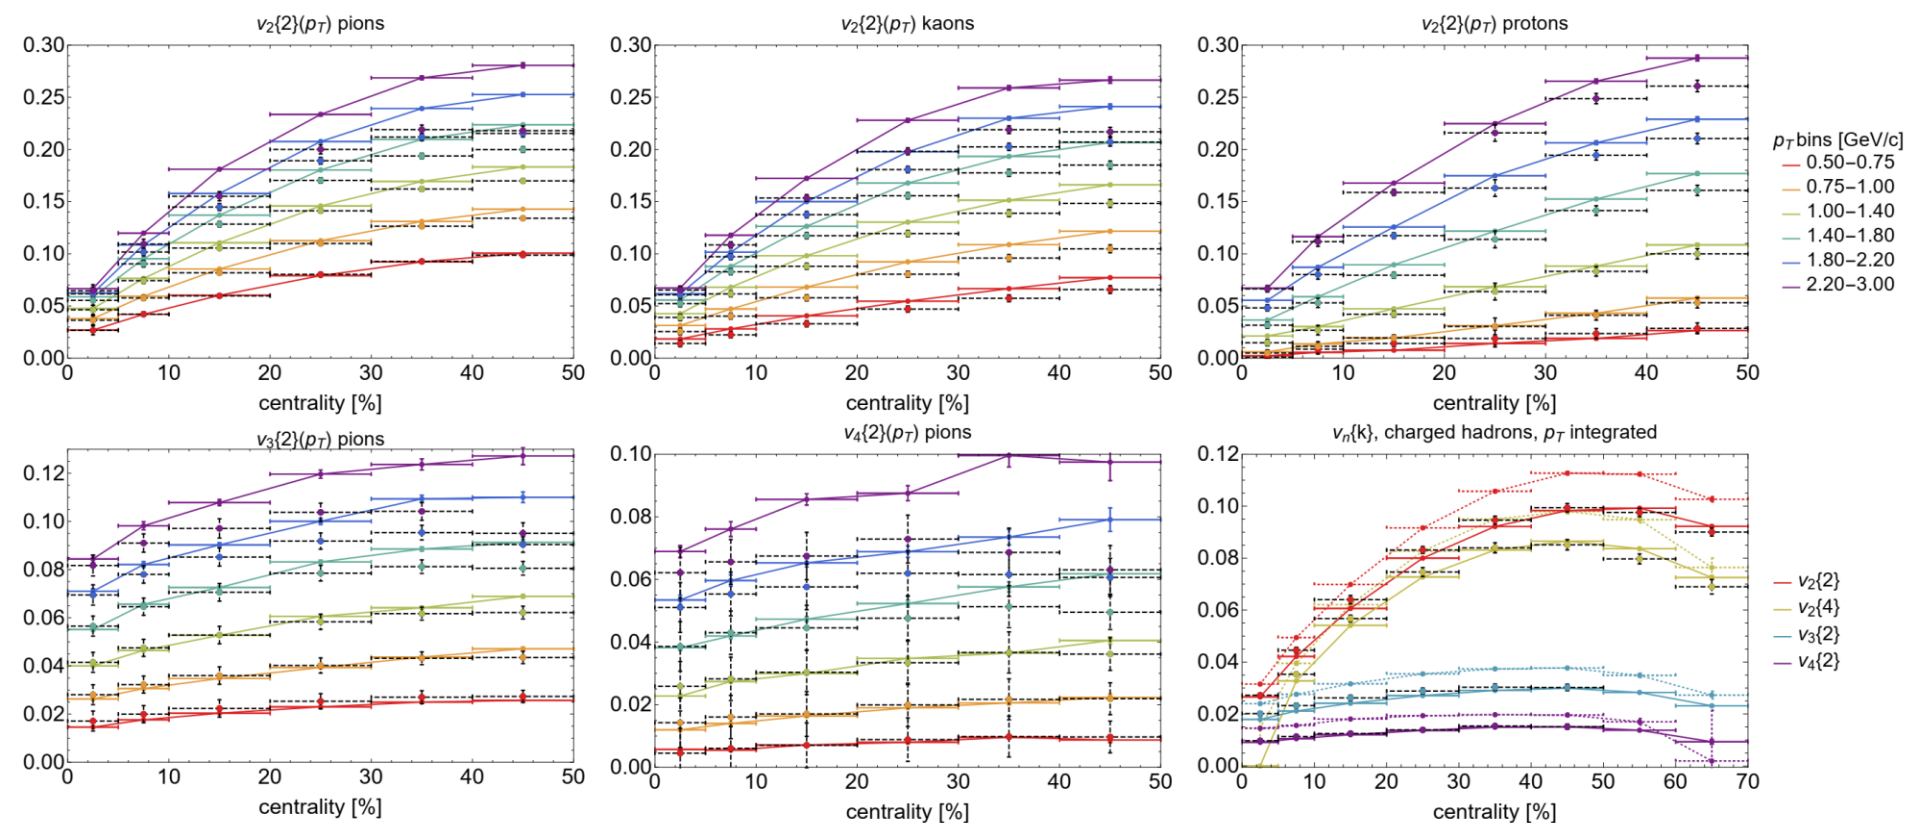 v2{2}(pT) pions
0.30
0.25
0.20
0.15
0.10
0.05
0.00
0 10 20 30 40 50
centrality [%]
v2{2}(pT) kaons
0.30
0.25
0.20
0.15
0.10
0.05
0.00
0 10 20 30 40 50
centrality [%]
v2{2}(pT) protons
0.30
0.25
0.20
0.15
0.10
0.05
0.00
0 10 20 30 40 50
centrality [%]
pT bins [GeV/c]
0.50–0.75
0.75–1.00
1.00–1.40
1.40–1.80
1.80–2.20
2.20–3.00
v3{2}(pT) pions
0.12
0.10
0.08
0.06
0.04
0.02
0.00
0 10 20 30 40 50
centrality [%]
v4{2}(pT) pions
0.10
0.08
0.06
0.04
0.02
0.00
0 10 20 30 40 50
centrality [%]
vn{k}, charged hadrons, pT integrated
0.12
0.10
0.08
0.06
0.04
0.02
0.00
0 10 20 30 40 50 60 70
centrality [%]
v2{2}
v2{4}
v3{2}
v4{2}